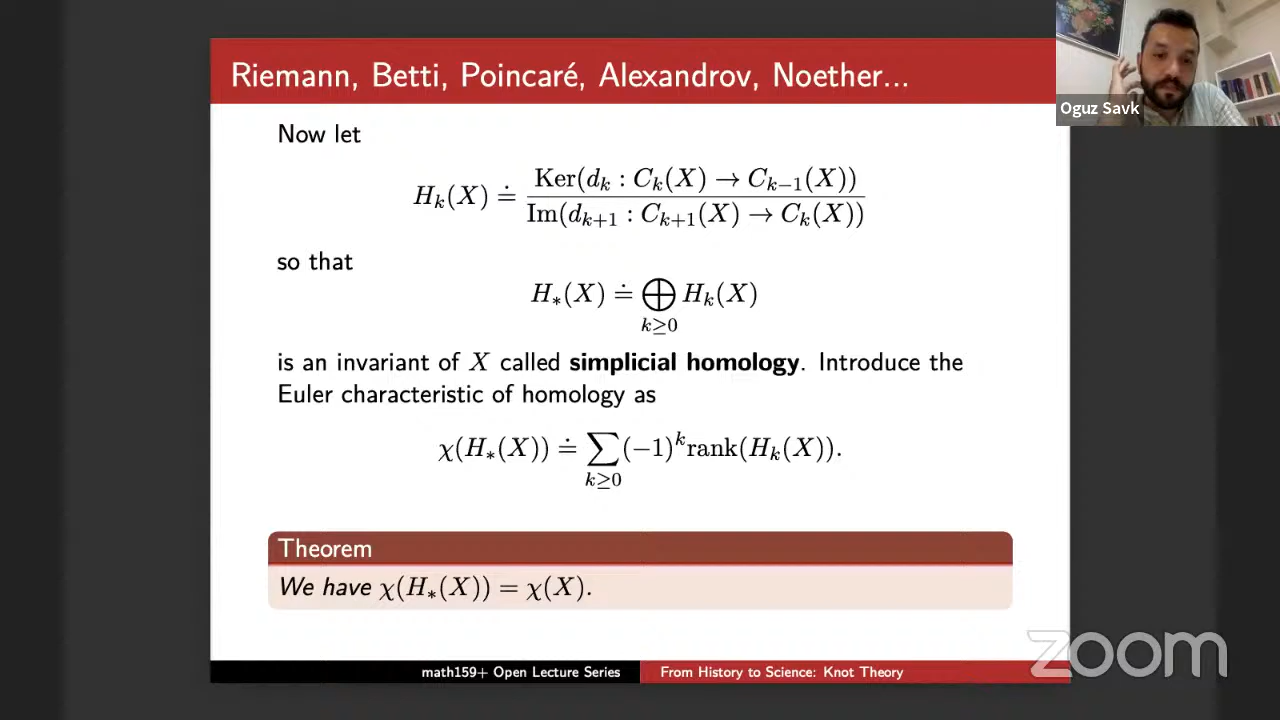 Riemann, Betti, Poincaré, Alexandrov, Noether...
Oguz Savk
Now let
H_k(X) ≐ Ker(d_k : C_k(X) → C_{k−1}(X)) / Im(d_{k+1} : C_{k+1}(X) → C_k(X))
so that
H_*(X) ≐ ⨁_{k≥0} H_k(X)
is an invariant of X called simplicial homology. Introduce the
Euler characteristic of homology as
χ(H_*(X)) ≐ ∑_{k≥0} (−1)^k rank(H_k(X)).
Theorem
We have χ(H_*(X)) = χ(X).
zoom
math159+ Open Lecture Series
From History to Science: Knot Theory